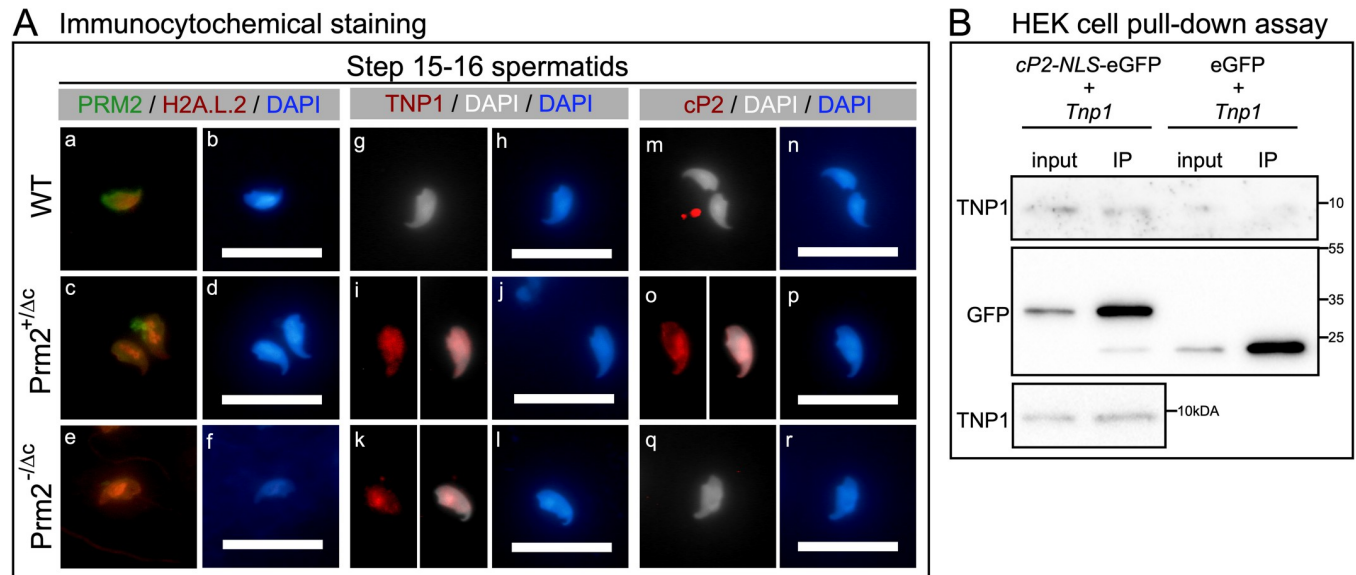 A Immunocytochemical staining
Step 15-16 spermatids
PRM2 / H2A.L.2 / DAPI
TNP1 / DAPI / DAPI
cP2 / DAPI / DAPI
WT
a
b
g
h
m
n
Prm2+/Δc
c
d
i
j
o
p
Prm2-/Δc
e
f
k
l
q
r
B HEK cell pull-down assay
cP2-NLS-eGFP
+
Tnp1
eGFP
+
Tnp1
input IP input IP
TNP1
10
GFP
55
35
25
TNP1
10kDA